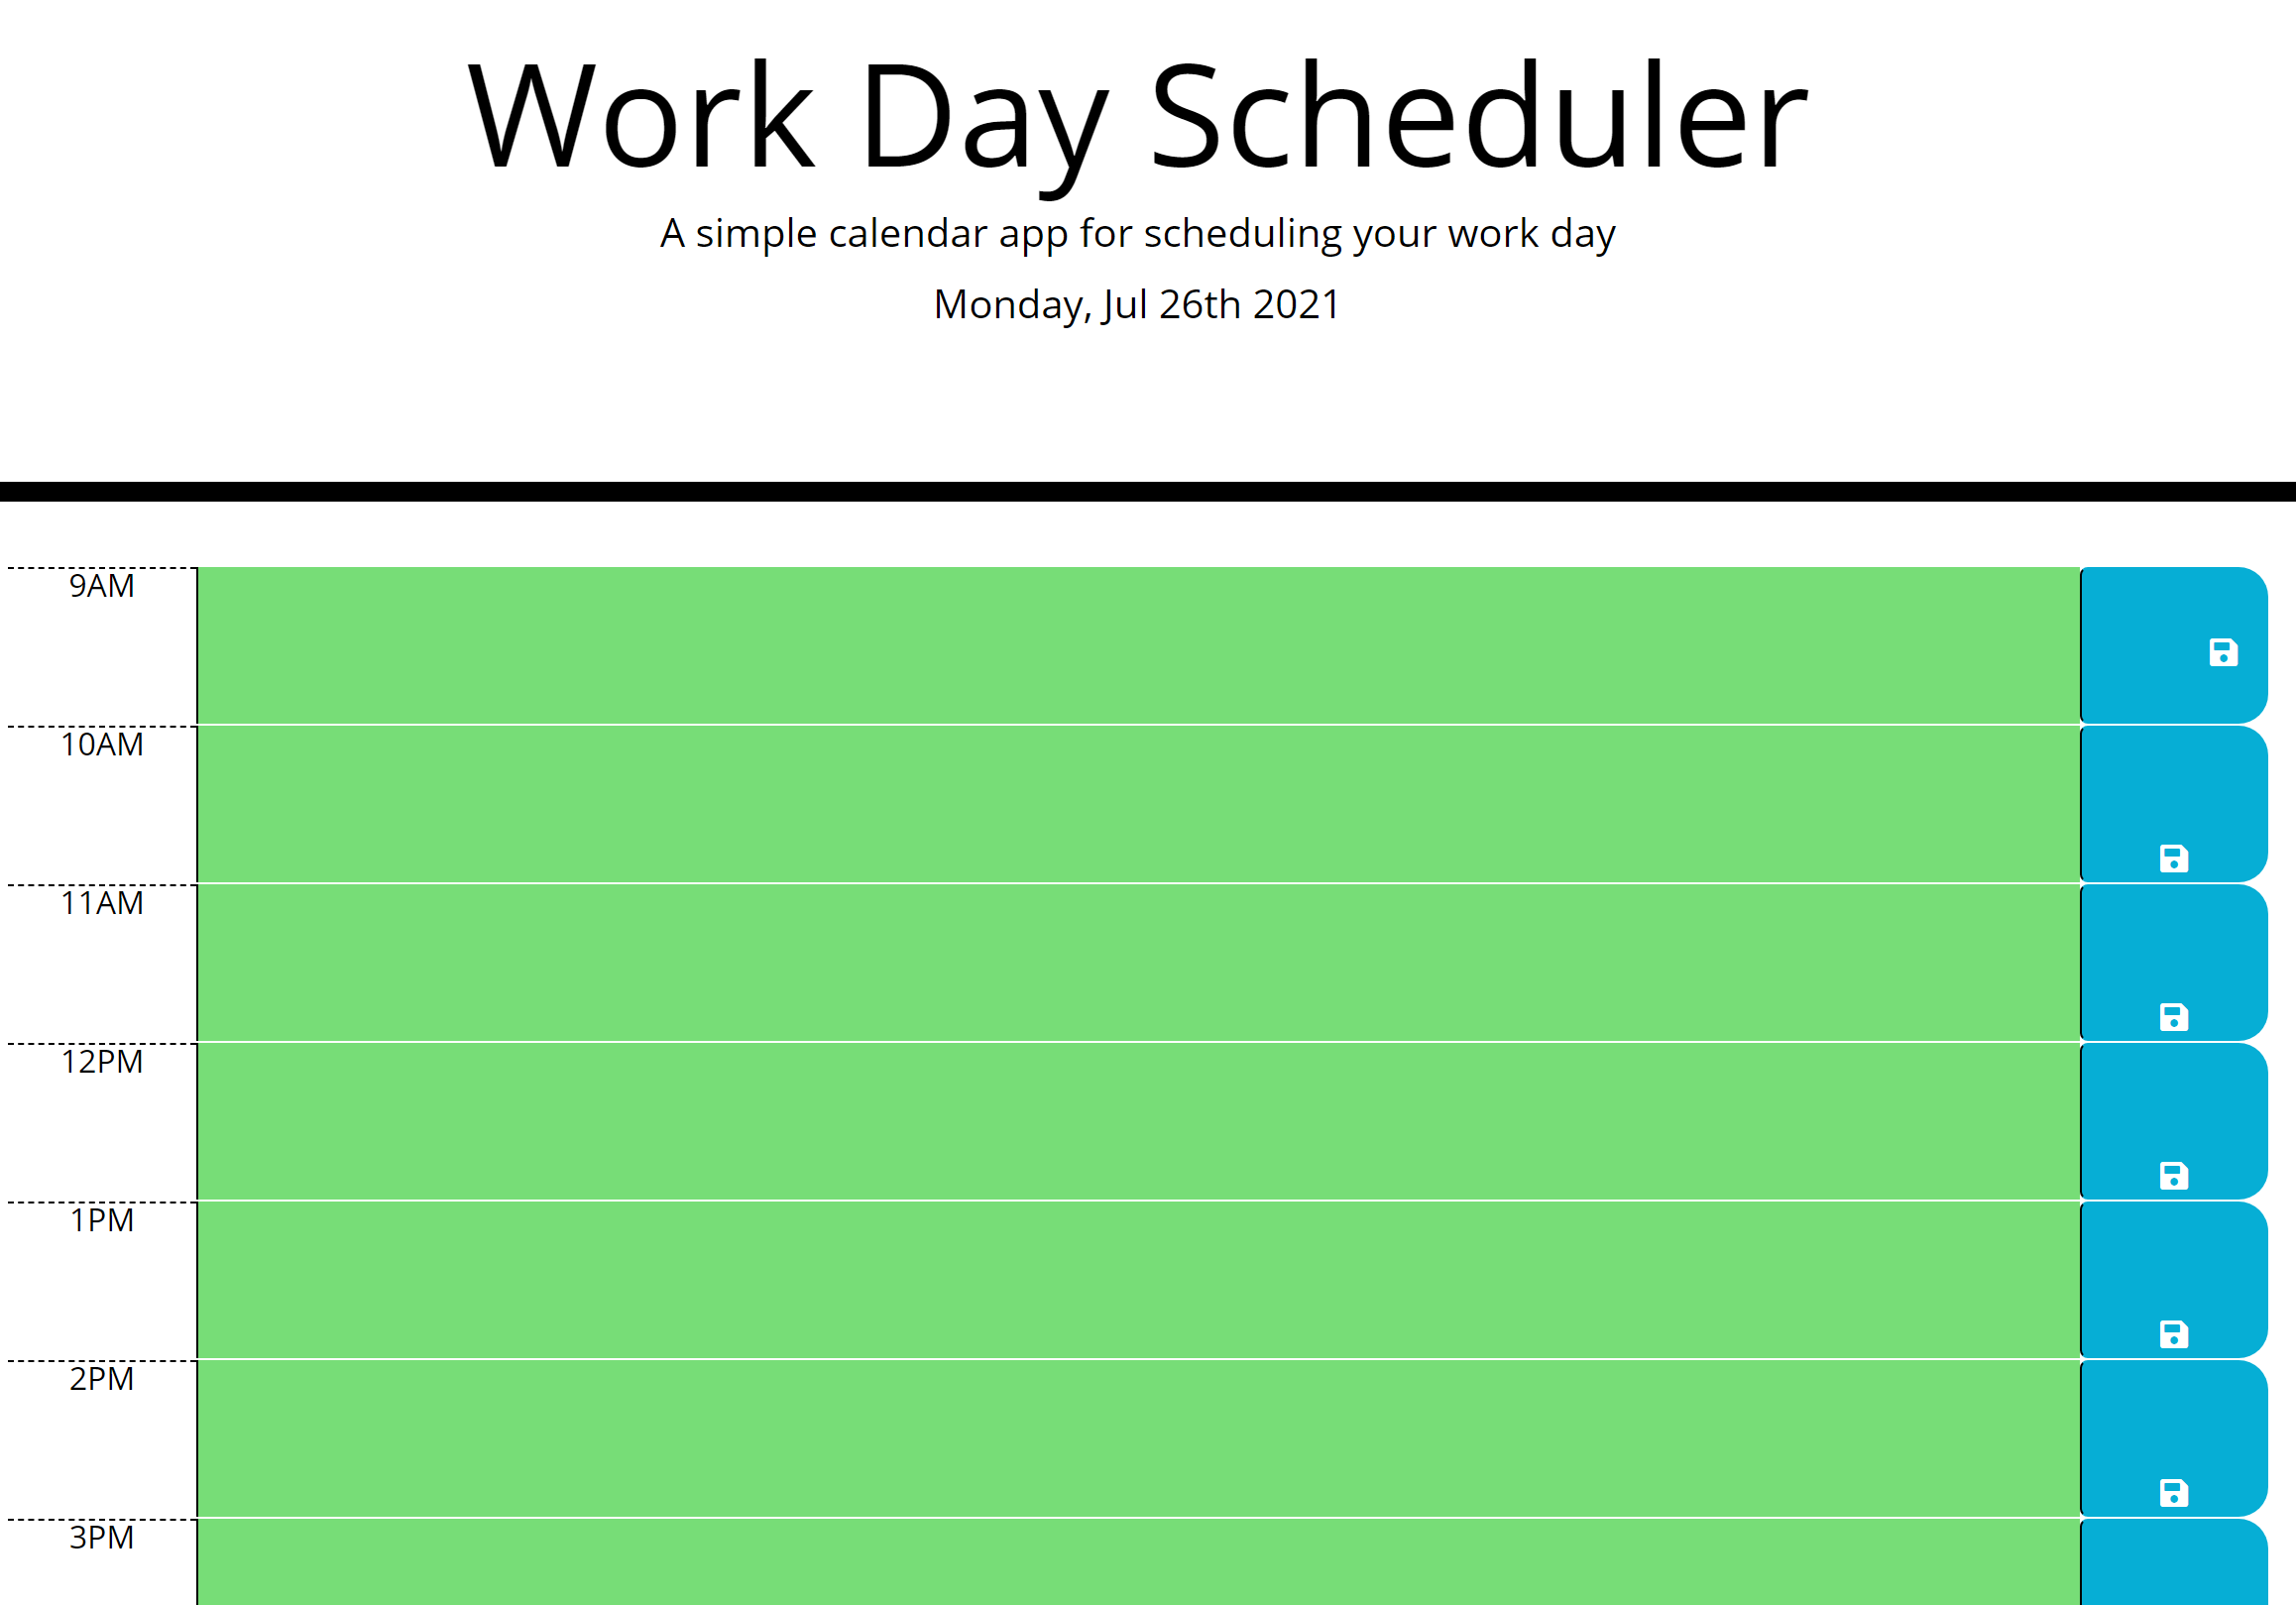 Work Day Scheduler
A simple calendar app for scheduling your work day
Monday, Jul 26th 2021
9AM
10AM
11AM
12PM
1PM
2PM
3PM